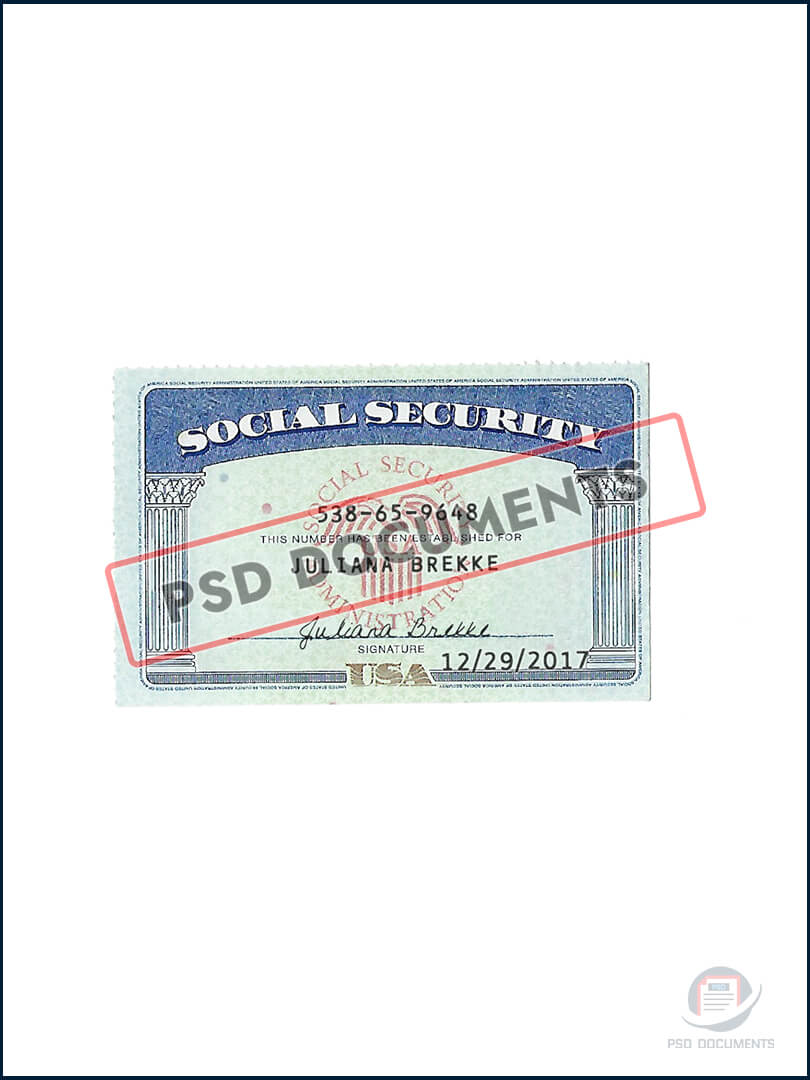 AMERICA SOCIAL SECURITY ADMINISTRATION UNITED STATES OF AMERICA SOCIAL SECURITY ADMINISTRATION UNITED STATES OF AMERICA SOCIAL SECURITY ADMINISTRATION UNITED STATES OF
SOCIAL SECURITY
SOCIAL SECURITY
ADMINISTRATION
538-65-9648
THIS NUMBER HAS BEEN ESTABLISHED FOR
JULIANA BREKKE
PSD DOCUMENTS
Juliana Brekke
SIGNATURE
USA
12/29/2017
PSD
PSD DOCUMENTS